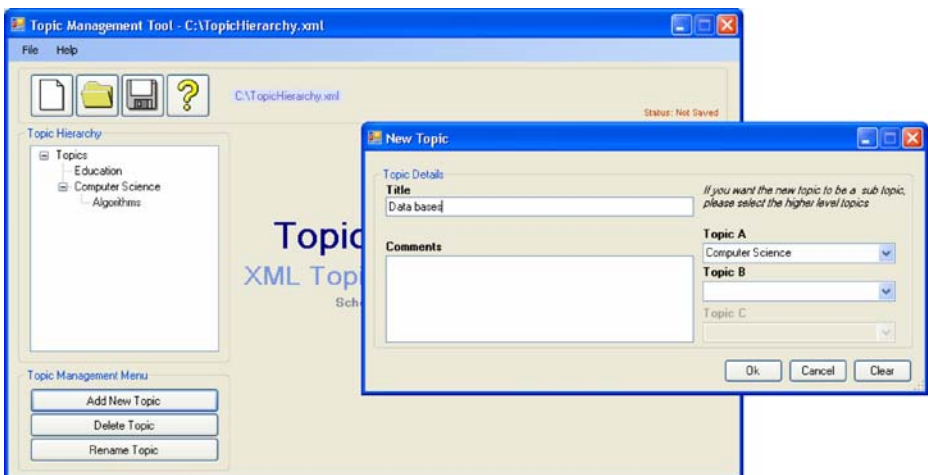 Topic Management Tool - C:\TopicHierarchy.xml
File Help
C:\TopicHierarchy.xml
Status: Not Saved
Topic Hierarchy
Topics
Education
Computer Science
Algorithms
Topic
XML Topi
Sch
Topic Management Menu
Add New Topic
Delete Topic
Rename Topic
New Topic
Topic Details
Title
Data bases
If you want the new topic to be a sub topic,
please select the higher level topics
Comments
Topic A
Computer Science
Topic B
Topic C
Ok Cancel Clear